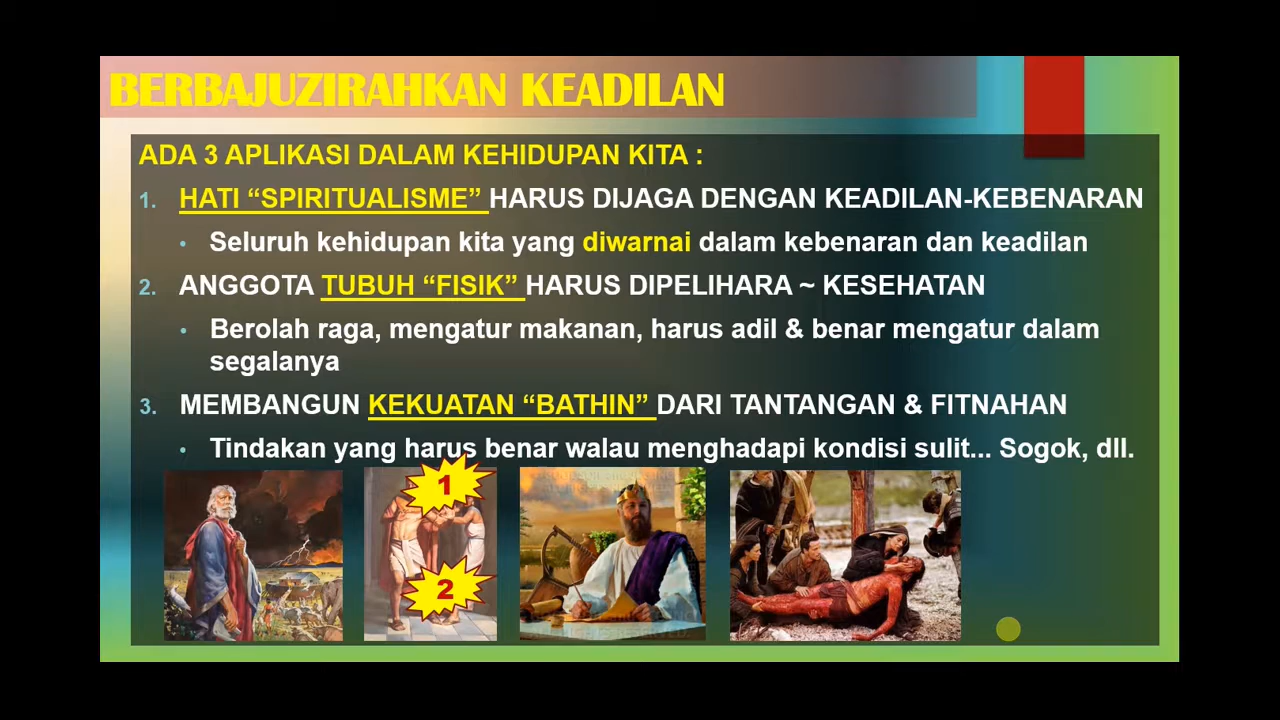 BERBAJUZIRAHKAN KEADILAN
ADA 3 APLIKASI DALAM KEHIDUPAN KITA :
1. HATI “SPIRITUALISME” HARUS DIJAGA DENGAN KEADILAN-KEBENARAN
• Seluruh kehidupan kita yang diwarnai dalam kebenaran dan keadilan
2. ANGGOTA TUBUH “FISIK” HARUS DIPELIHARA ~ KESEHATAN
• Berolah raga, mengatur makanan, harus adil & benar mengatur dalam
segalanya
3. MEMBANGUN KEKUATAN “BATHIN” DARI TANTANGAN & FITNAHAN
• Tindakan yang harus benar walau menghadapi kondisi sulit... Sogok, dll.
1
2